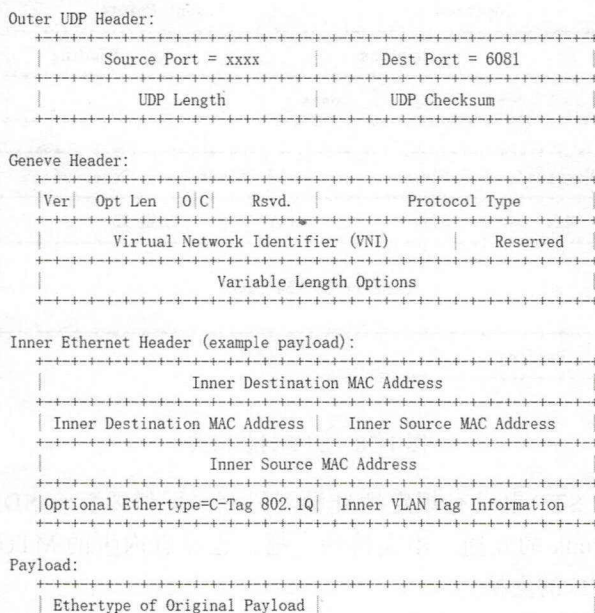 Outer UDP Header:
Source Port = xxxx | Dest Port = 6081
UDP Length | UDP Checksum
Geneve Header:
|Ver| Opt Len |O|C| Rsvd. | Protocol Type
Virtual Network Identifier (VNI) | Reserved
Variable Length Options
Inner Ethernet Header (example payload):
Inner Destination MAC Address
Inner Destination MAC Address | Inner Source MAC Address
Inner Source MAC Address
|Optional Ethertype=C-Tag 802.1Q| Inner VLAN Tag Information
Payload:
| Ethertype of Original Payload |